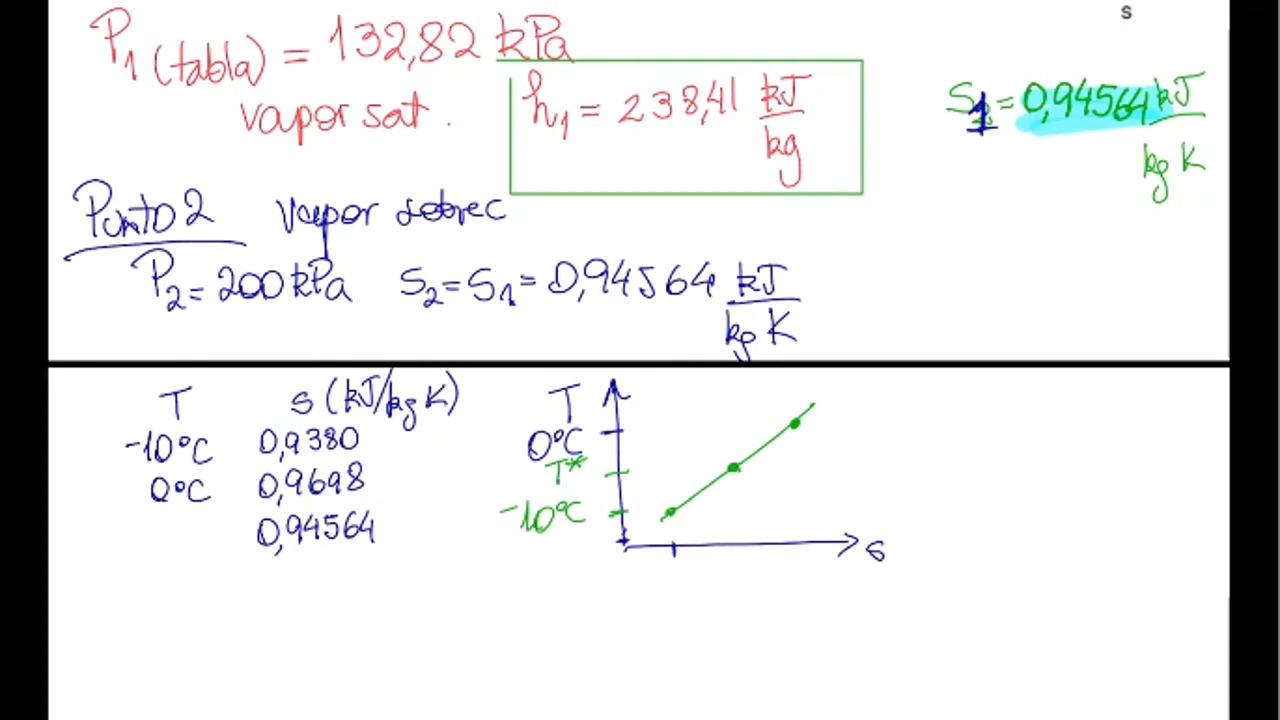 s
P1 (tabla) = 132,82 kPa
vapor sat.
h1 = 238,41 kJ/kg
S1 = 0,94564 kJ/kg K
Punto 2 vapor sobrec
P2 = 200 kPa S2 = S1 = 0,94564 kJ/kg K
T s (kJ/kg K)
-10°C 0,9380
0°C 0,9698
0,94564
T
0°C
T*
-10°C
s